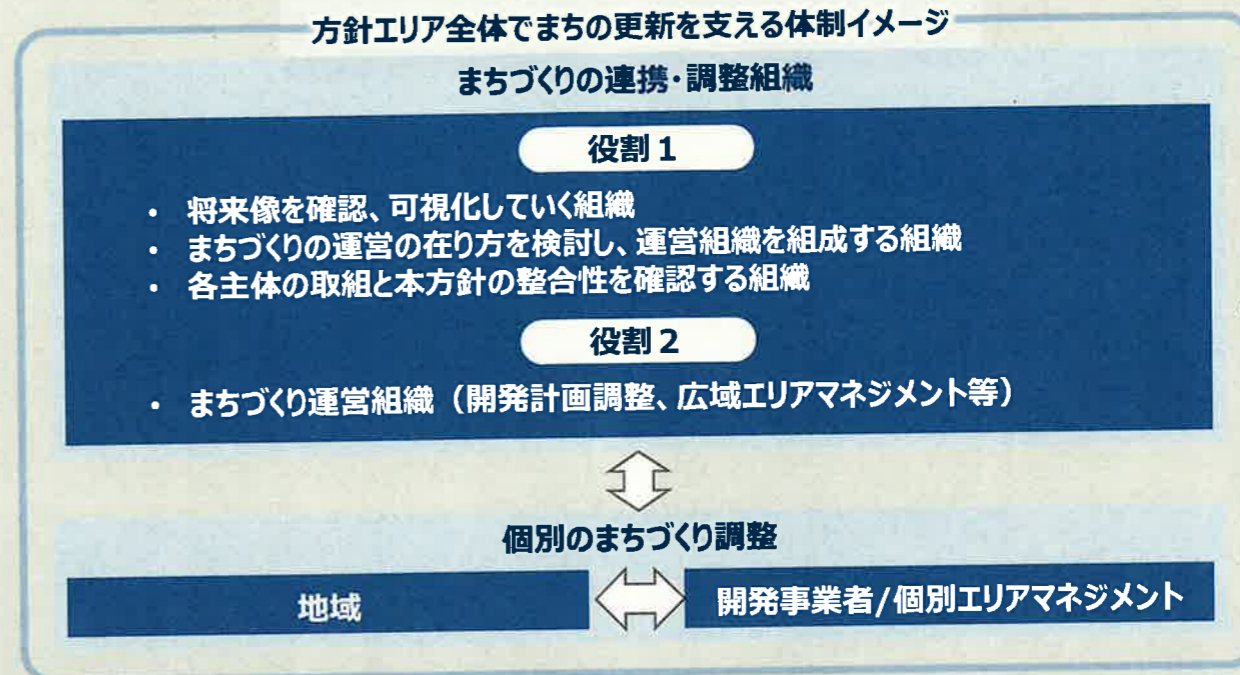 方針エリア全体でまちの更新を支える体制イメージ
まちづくりの連携・調整組織
役割1
・ 将来像を確認、可視化していく組織
・ まちづくりの運営の在り方を検討し、運営組織を組成する組織
・ 各主体の取組と本方針の整合性を確認する組織
役割2
・ まちづくり運営組織（開発計画調整、広域エリアマネジメント等）
個別のまちづくり調整
地域
開発事業者/個別エリアマネジメント